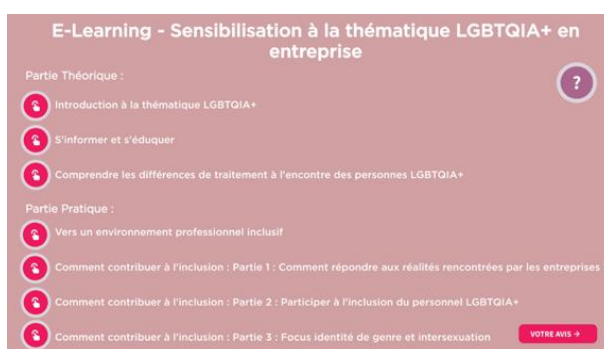 E-Learning - Sensibilisation à la thématique LGBTQIA+ en
entreprise
Partie Théorique :
?
Introduction à la thématique LGBTQIA+
S'informer et s'éduquer
Comprendre les différences de traitement à l'encontre des personnes LGBTQIA+
Partie Pratique :
Vers un environnement professionnel inclusif
Comment contribuer à l'inclusion : Partie 1 : Comment répondre aux réalités rencontrées par les entreprises
Comment contribuer à l'inclusion : Partie 2 : Participer à l'inclusion du personnel LGBTQIA+
Comment contribuer à l'inclusion : Partie 3 : Focus identité de genre et intersexuation
VOTRE AVIS →